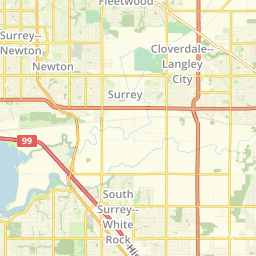 Fleetwood
Surrey--
Newton
Cloverdale--
Langley
City
Newton
Surrey
99
South
Surrey--
White
Rock